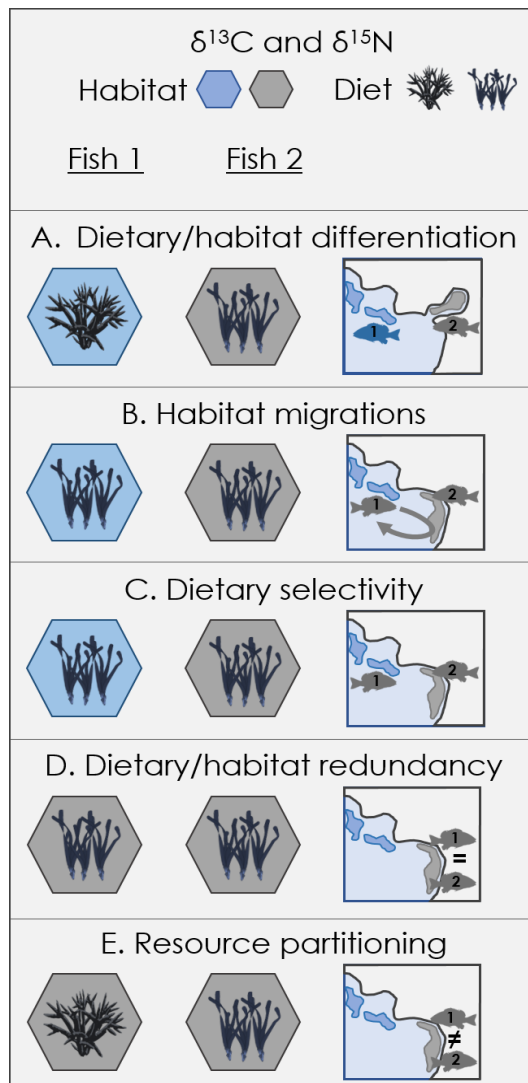 δ¹³C and δ¹⁵N
Habitat Diet
Fish 1 Fish 2
A. Dietary/habitat differentiation
1 2
B. Habitat migrations
1 2
C. Dietary selectivity
1 2
D. Dietary/habitat redundancy
1
=
2
E. Resource partitioning
1
≠
2